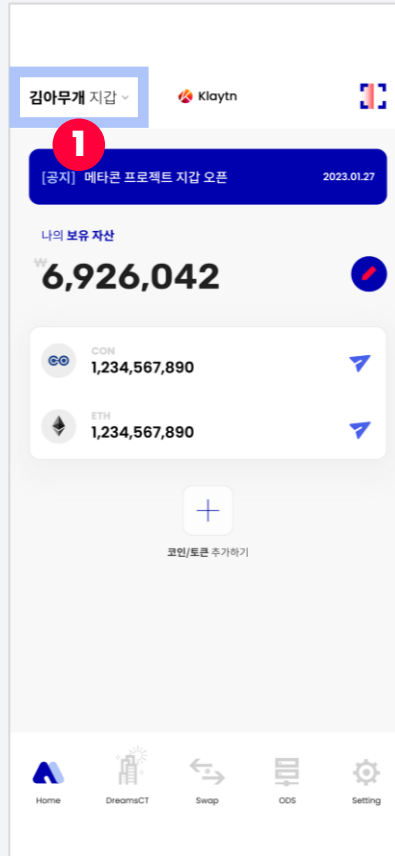 김아무개 지갑
Klaytn
1
[공지] 메타콘 프로젝트 지갑 오픈 2023.01.27
나의 보유 자산
₩6,926,042
CON
1,234,567,890
ETH
1,234,567,890
코인/토큰 추가하기
Home DreamsCT Swap ODS Setting